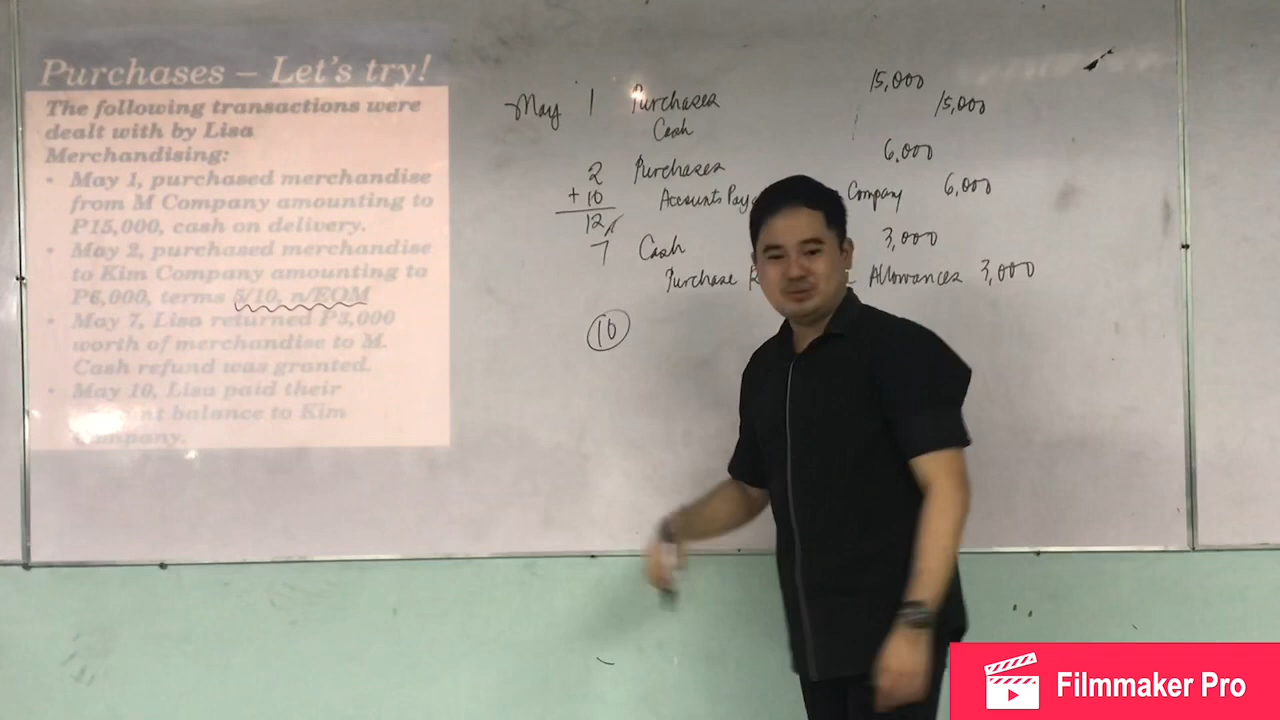 Purchases – Let's try!
The following transactions were
dealt with by Lisa
Merchandising:
• May 1, purchased merchandise
from M Company amounting to
P15,000, cash on delivery.
• May 2, purchased merchandise
to Kim Company amounting to
P6,000, terms 5/10, n/EOM
• May 7, Lisa returned P3,000
worth of merchandise to M.
Cash refund was granted.
• May 10, Lisa paid their
balance to Kim
Company.
May 1 Purchases 15,000
Cash 15,000
2 Purchases 6,000
+10 Accounts Company 6,000
12
7 Cash 3,000
Purchase Allowances 3,000
10
Filmmaker Pro